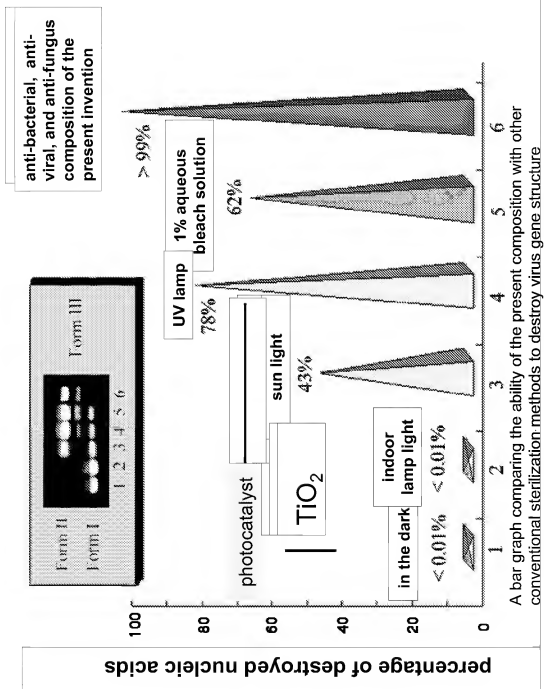 anti-bacterial, anti-
viral, and anti-fungus
composition of the
present invention
Form II
Form I
Form III
1 2 3 4 5 6
> 99%
1% aqueous
bleach solution
62%
UV lamp
78%
photocatalyst
sun light
43%
TiO2
indoor
lamp light
< 0.01%
in the dark
< 0.01%
100
80
60
40
20
0
1
2
3
4
5
6
percentage of destroyed nucleic acids
A bar graph comparing the ability of the present composition with other
conventional sterilization methods to destroy virus gene structure